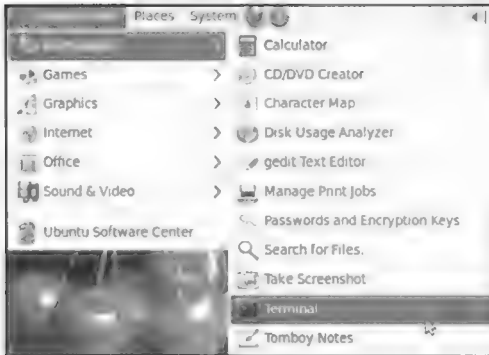 Places System
Games
Graphics
Internet
Office
Sound & Video
Ubuntu Software Center
Calculator
CD/DVD Creator
Character Map
Disk Usage Analyzer
gedit Text Editor
Manage Print Jobs
Passwords and Encryption Keys
Search for Files.
Take Screenshot
Terminal
Tomboy Notes